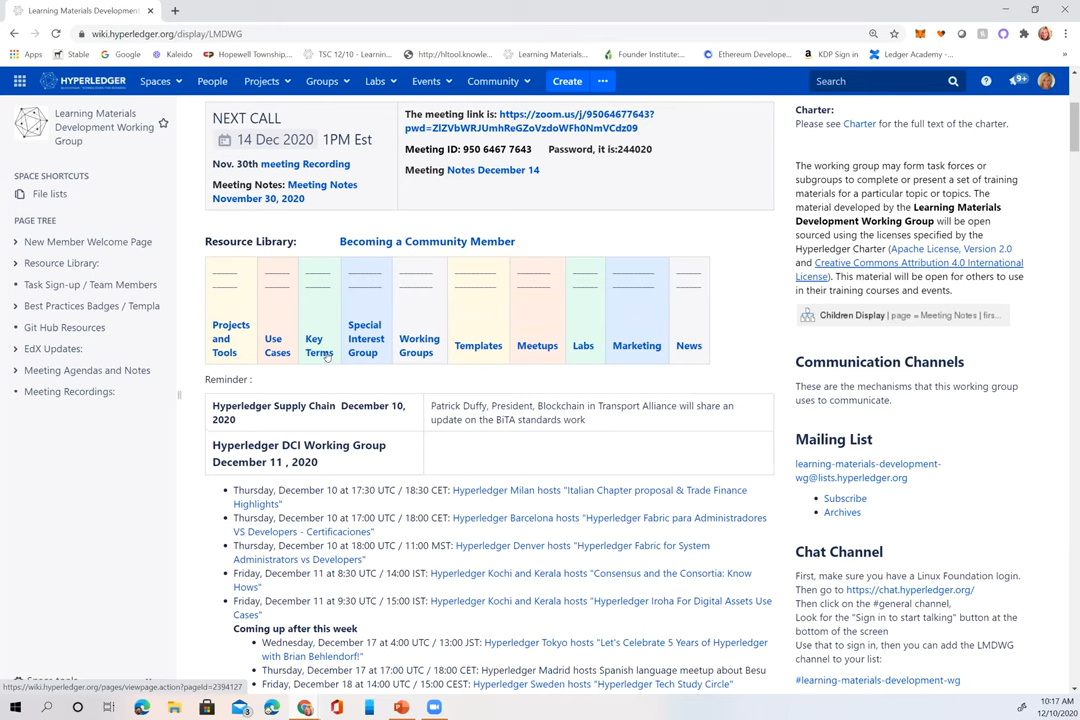 Learning Materials Development
wiki.hyperledger.org/display/LMDWG
Apps
Stable
Google
Kaleido
Hopewell Township,...
TSC 12/10 - Learnin...
http://hltool.knowle...
Learning Materials...
Founder Institute:...
Ethereum Develope...
KDP Sign in
Ledger Academy -...
HYPERLEDGER
Spaces
People
Projects
Groups
Labs
Events
Community
Create
Search
9+
Learning Materials
Development Working
Group
SPACE SHORTCUTS
File lists
PAGE TREE
New Member Welcome Page
Resource Library:
Task Sign-up / Team Members
Best Practices Badges / Templa
Git Hub Resources
EdX Updates:
Meeting Agendas and Notes
Meeting Recordings:
NEXT CALL
14 Dec 2020 1PM Est
Nov. 30th meeting Recording
Meeting Notes: Meeting Notes
November 30, 2020
The meeting link is: https://zoom.us/j/95064677643?
pwd=ZlZVbWRJUmhReGZoVzdoWFh0NmVCdz09
Meeting ID: 950 6467 7643 Password, it is:244020
Meeting Notes December 14
Resource Library: Becoming a Community Member
Projects
and
Tools
Use
Cases
Key
Terms
Special
Interest
Group
Working
Groups
Templates
Meetups
Labs
Marketing
News
Reminder :
Hyperledger Supply Chain December 10,
2020
Patrick Duffy, President, Blockchain in Transport Alliance will share an
update on the BiTA standards work
Hyperledger DCI Working Group
December 11 , 2020
Thursday, December 10 at 17:30 UTC / 18:30 CET: Hyperledger Milan hosts "Italian Chapter proposal & Trade Finance
Highlights"
Thursday, December 10 at 17:00 UTC / 18:00 CET: Hyperledger Barcelona hosts "Hyperledger Fabric para Administradores
VS Developers - Certificaciones"
Thursday, December 10 at 18:00 UTC / 11:00 MST: Hyperledger Denver hosts "Hyperledger Fabric for System
Administrators vs Developers"
Friday, December 11 at 8:30 UTC / 14:00 IST: Hyperledger Kochi and Kerala hosts "Consensus and the Consortia: Know
Hows"
Friday, December 11 at 9:30 UTC / 15:00 IST: Hyperledger Kochi and Kerala hosts "Hyperledger Iroha For Digital Assets Use
Cases"
Coming up after this week
Wednesday, December 17 at 4:00 UTC / 13:00 JST: Hyperledger Tokyo hosts "Let's Celebrate 5 Years of Hyperledger
with Brian Behlendorf!"
Thursday, December 17 at 17:00 UTC / 18:00 CET: Hyperledger Madrid hosts Spanish language meetup about Besu
Friday, December 18 at 14:00 UTC / 15:00 CEST: Hyperledger Sweden hosts "Hyperledger Tech Study Circle"
Charter:
Please see Charter for the full text of the charter.
The working group may form task forces or
subgroups to complete or present a set of training
materials for a particular topic or topics. The
material developed by the Learning Materials
Development Working Group will be open
sourced using the licenses specified by the
Hyperledger Charter (Apache License, Version 2.0
and Creative Commons Attribution 4.0 International
License). This material will be open for others to use
in their training courses and events.
Children Display | page = Meeting Notes | firs...
Communication Channels
These are the mechanisms that this working group
uses to communicate.
Mailing List
learning-materials-development-
wg@lists.hyperledger.org
Subscribe
Archives
Chat Channel
First, make sure you have a Linux Foundation login.
Then go to https://chat.hyperledger.org/
Then click on the #general channel,
Look for the "Sign in to start talking" button at the
bottom of the screen
Use that to sign in, then you can add the LMDWG
channel to your list:
#learning-materials-development-wg
https://wiki.hyperledger.org/pages/viewpage.action?pageId=2394127
10:17 AM
12/10/2020